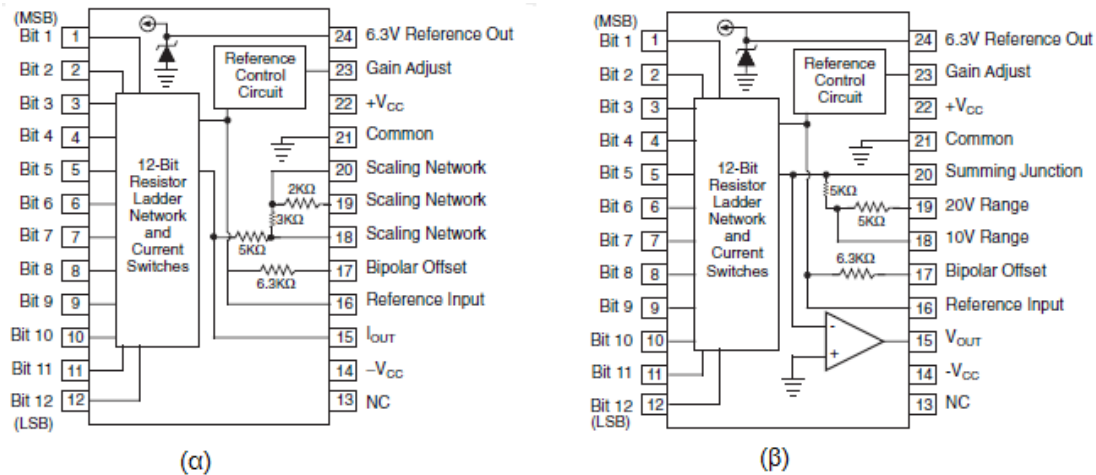 (MSB)
Bit 1 1
Bit 2 2
Bit 3 3
Bit 4 4
Bit 5 5
Bit 6 6
Bit 7 7
Bit 8 8
Bit 9 9
Bit 10 10
Bit 11 11
Bit 12 12
(LSB)
12-Bit
Resistor
Ladder
Network
and
Current
Switches
Reference
Control
Circuit
2KΩ
3KΩ
5KΩ
6.3KΩ
24 6.3V Reference Out
23 Gain Adjust
22 +VCC
21 Common
20 Scaling Network
19 Scaling Network
18 Scaling Network
17 Bipolar Offset
16 Reference Input
15 IOUT
14 –VCC
13 NC
(α)
(MSB)
Bit 1 1
Bit 2 2
Bit 3 3
Bit 4 4
Bit 5 5
Bit 6 6
Bit 7 7
Bit 8 8
Bit 9 9
Bit 10 10
Bit 11 11
Bit 12 12
(LSB)
12-Bit
Resistor
Ladder
Network
and
Current
Switches
Reference
Control
Circuit
5KΩ
5KΩ
6.3KΩ
-
+
24 6.3V Reference Out
23 Gain Adjust
22 +VCC
21 Common
20 Summing Junction
19 20V Range
18 10V Range
17 Bipolar Offset
16 Reference Input
15 VOUT
14 -VCC
13 NC
(β)